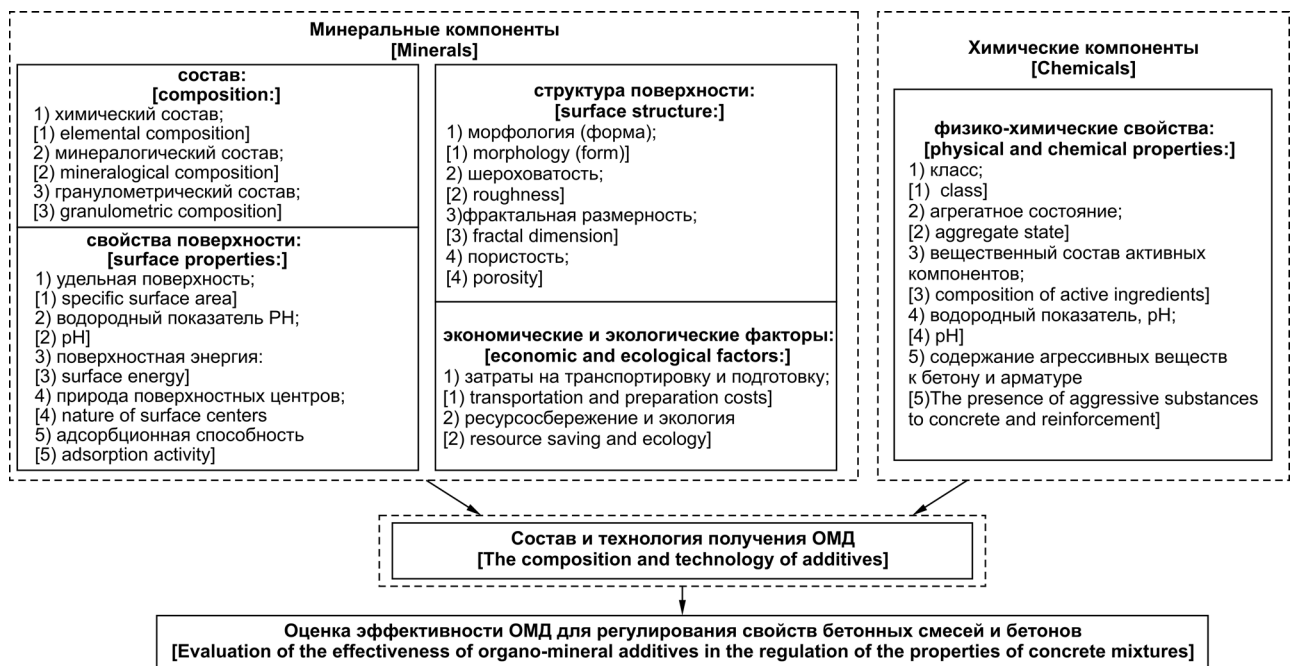 Минеральные компоненты
[Minerals]
состав:
[composition:]
1) химический состав;
[1) elemental composition]
2) минералогический состав;
[2) mineralogical composition]
3) гранулометрический состав;
[3) granulometric composition]
свойства поверхности:
[surface properties:]
1) удельная поверхность;
[1) specific surface area]
2) водородный показатель PH;
[2) pH]
3) поверхностная энергия:
[3) surface energy]
4) природа поверхностных центров;
[4) nature of surface centers
5) адсорбционная способность
[5) adsorption activity]
структура поверхности:
[surface structure:]
1) морфология (форма);
[1) morphology (form)]
2) шероховатость;
[2) roughness]
3)фрактальная размерность;
[3) fractal dimension]
4) пористость;
[4) porosity]
экономические и экологические факторы:
[economic and ecological factors:]
1) затраты на транспортировку и подготовку;
[1) transportation and preparation costs]
2) ресурсосбережение и экология
[2) resource saving and ecology]
Химические компоненты
[Chemicals]
физико-химические свойства:
[physical and chemical properties:]
1) класс;
[1) class]
2) агрегатное состояние;
[2) aggregate state]
3) вещественный состав активных
компонентов;
[3) composition of active ingredients]
4) водородный показатель, pH;
[4) pH]
5) содержание агрессивных веществ
к бетону и арматуре
[5)The presence of aggressive substances
to concrete and reinforcement]
Состав и технология получения ОМД
[The composition and technology of additives]
Оценка эффективности ОМД для регулирования свойств бетонных смесей и бетонов
[Evaluation of the effectiveness of organo-mineral additives in the regulation of the properties of concrete mixtures]